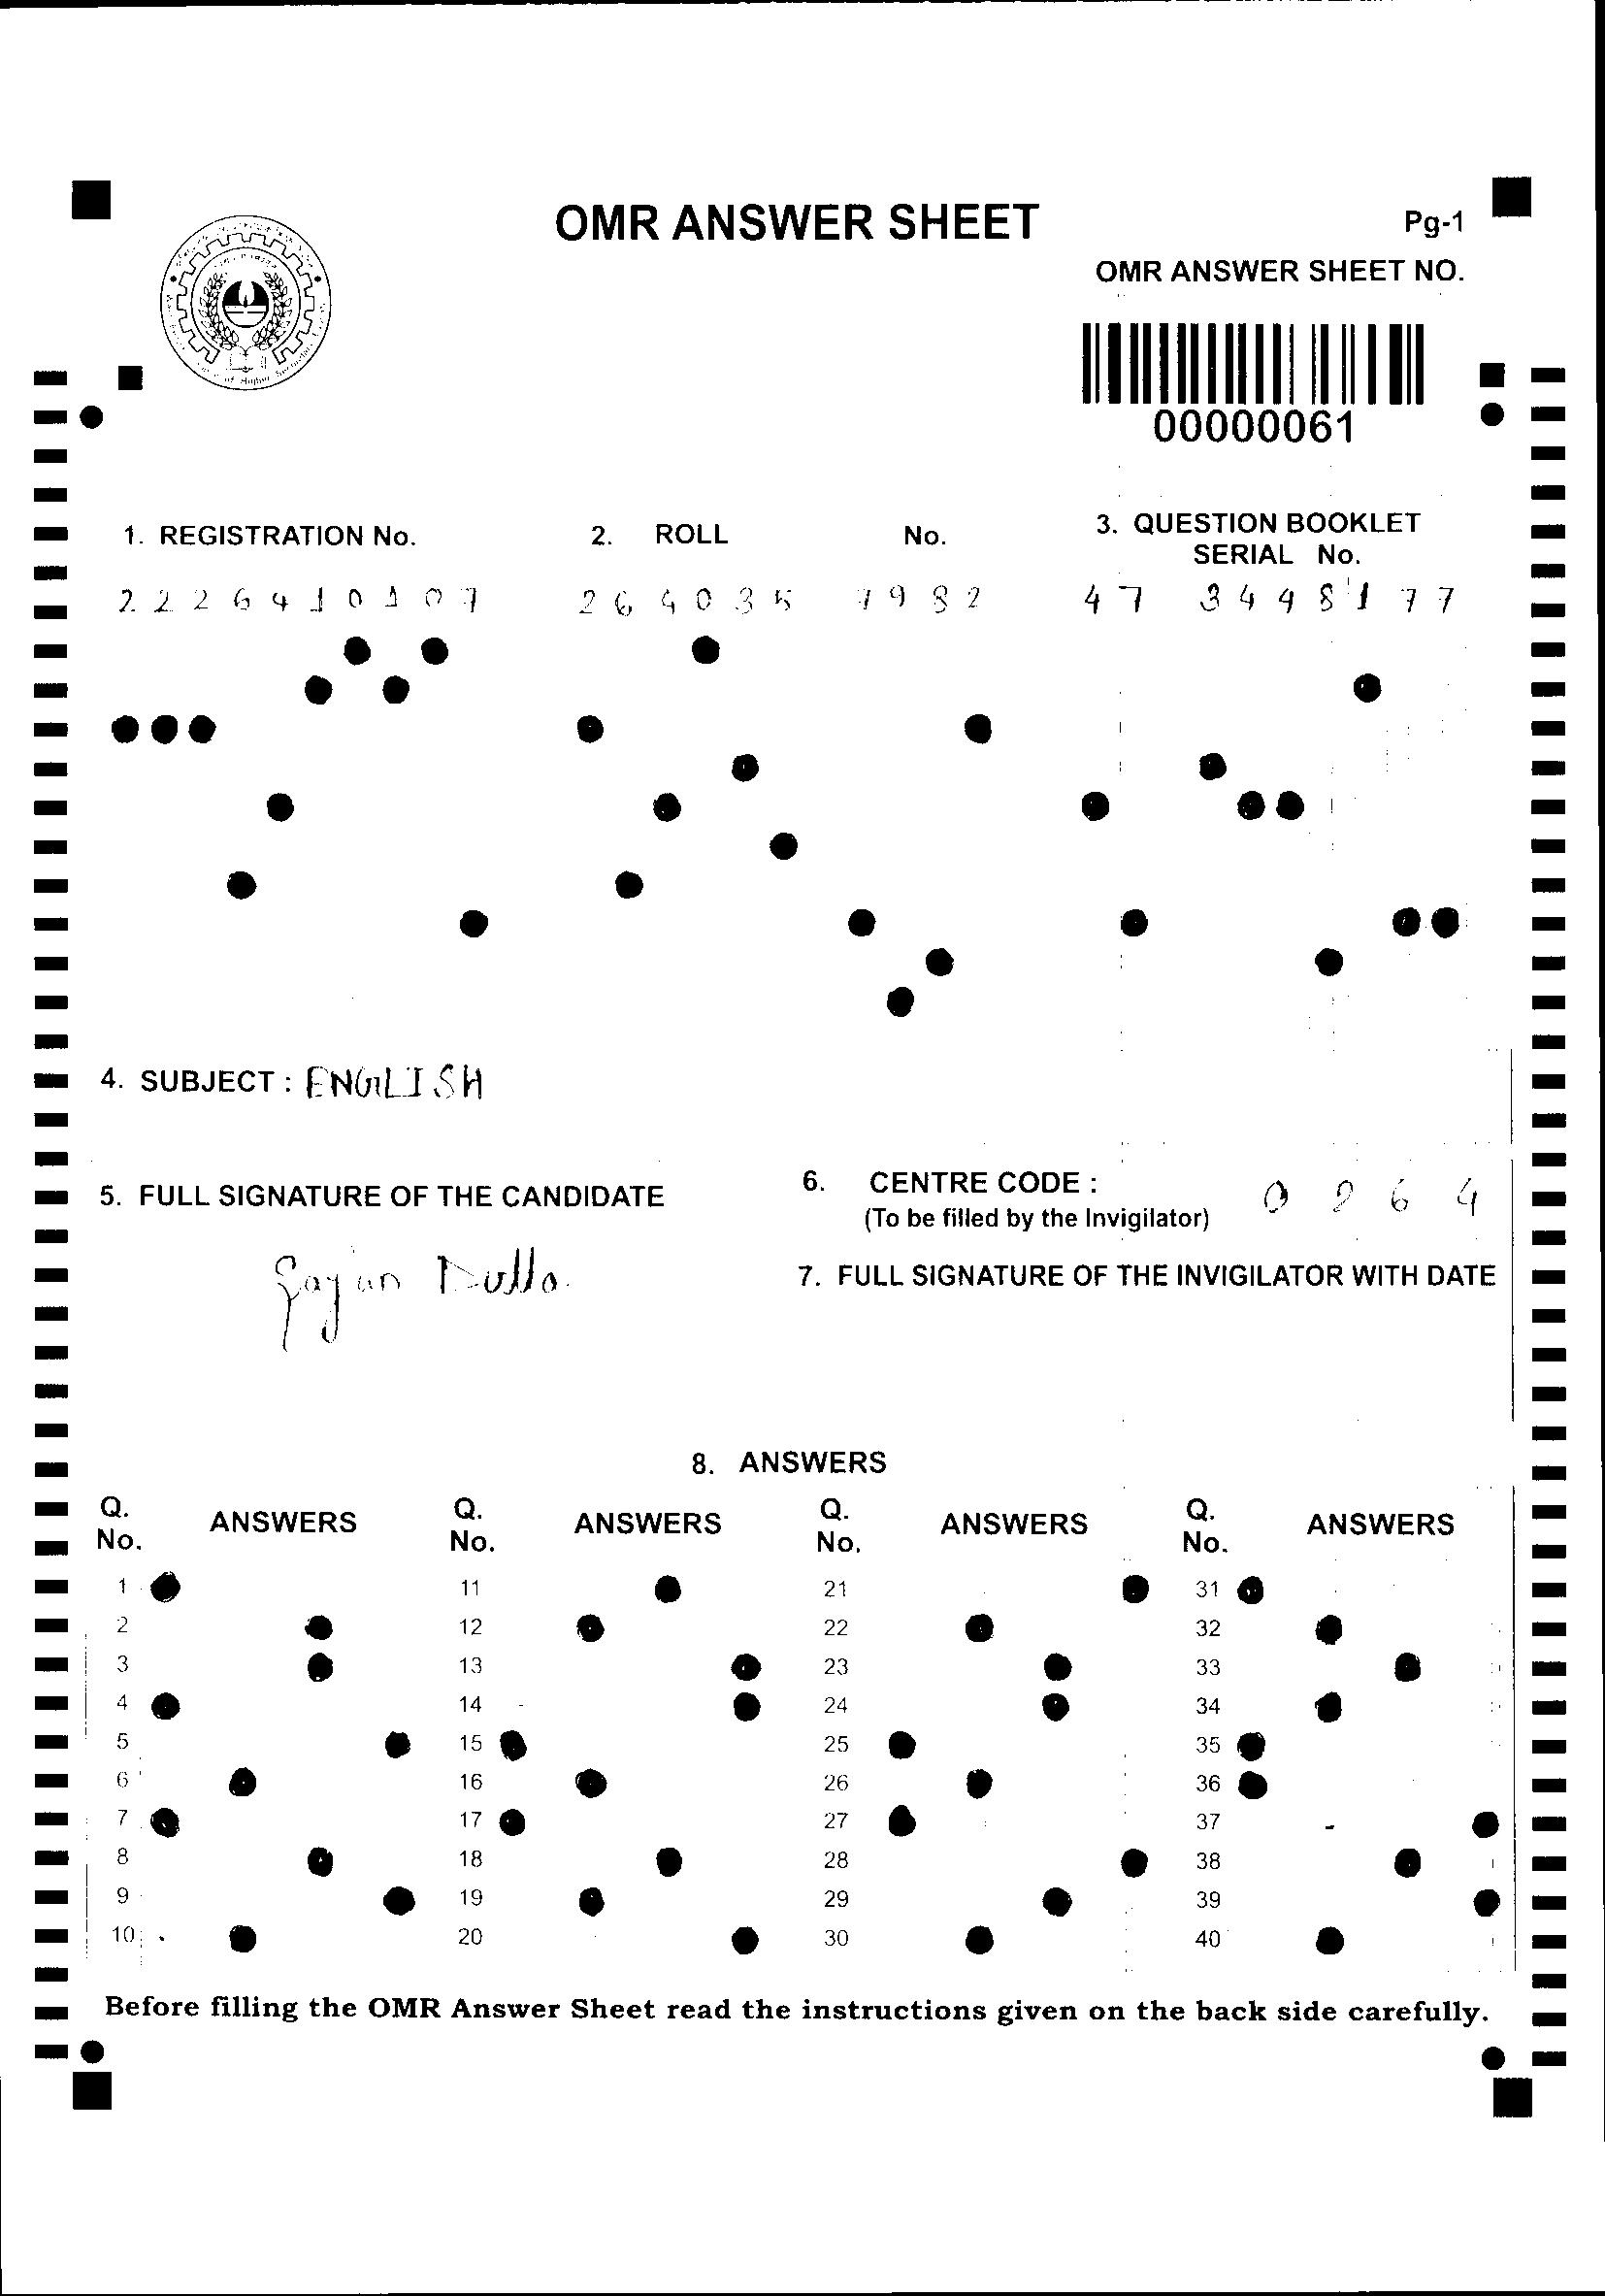 OMR ANSWER SHEET
Pg-1
OMR ANSWER SHEET NO.
00000061
1. REGISTRATION No.
2. ROLL No.
3. QUESTION BOOKLET
SERIAL No.
2 2 2 6 4 1 0 1 0 7
2 6 4 0 3 5 7 9 8 2
4 7 3 4 4 8 1 7 7
4. SUBJECT : ENGLISH
5. FULL SIGNATURE OF THE CANDIDATE
6. CENTRE CODE :
(To be filled by the Invigilator)
0 2 6 4
7. FULL SIGNATURE OF THE INVIGILATOR WITH DATE
8. ANSWERS
Q. No. ANSWERS Q. No. ANSWERS Q. No. ANSWERS Q. No. ANSWERS
1 11 21 31
2 12 22 32
3 13 23 33
4 14 24 34
5 15 25 35
6 16 26 36
7 17 27 37
8 18 28 38
9 19 29 39
10 20 30 40
Before filling the OMR Answer Sheet read the instructions given on the back side carefully.